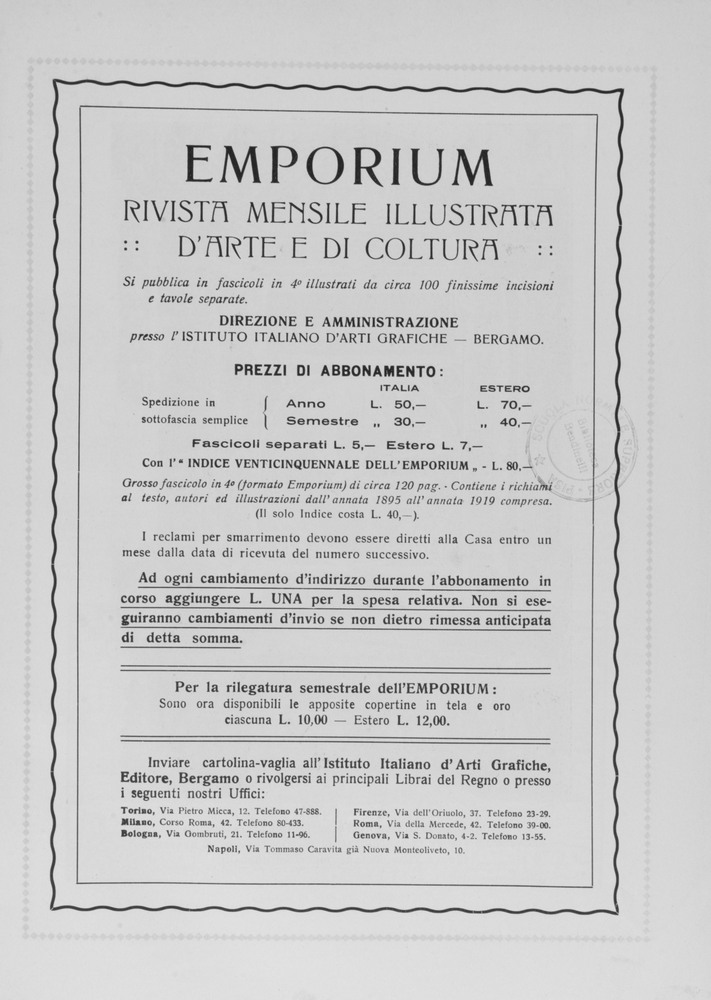 EMPORIUM
RIVISTA MENSILE ILLUSTRATA
:: D'ARTE E DI COLTURA ::
Si pubblica in fascicoli in 4º illustrati da circa 100 finissime incisioni
e tavole separate.
DIREZIONE E AMMINISTRAZIONE
presso l'ISTITUTO ITALIANO D'ARTI GRAFICHE — BERGAMO.
PREZZI DI ABBONAMENTO:
ITALIA ESTERO
Spedizione in Anno L. 50,— L. 70,—
sottofascia semplice Semestre „ 30,— „ 40,—
Fascicoli separati L. 5,— Estero L. 7,—
Con l'" INDICE VENTICINQUENNALE DELL'EMPORIUM „ - L. 80,—
Grosso fascicolo in 4º (formato Emporium) di circa 120 pag. - Contiene i richiami
al testo, autori ed illustrazioni dall'annata 1895 all'annata 1919 compresa.
(Il solo Indice costa L. 40,—).
I reclami per smarrimento devono essere diretti alla Casa entro un
mese dalla data di ricevuta del numero successivo.
Ad ogni cambiamento d'indirizzo durante l'abbonamento in
corso aggiungere L. UNA per la spesa relativa. Non si ese-
guiranno cambiamenti d'invio se non dietro rimessa anticipata
di detta somma.
Per la rilegatura semestrale dell'EMPORIUM:
Sono ora disponibili le apposite copertine in tela e oro
ciascuna L. 10,00 — Estero L. 12,00.
Inviare cartolina-vaglia all'Istituto Italiano d'Arti Grafiche,
Editore, Bergamo o rivolgersi ai principali Librai del Regno o presso
i seguenti nostri Uffici:
Torino, Via Pietro Micca, 12. Telefono 47-888.
Milano, Corso Roma, 42. Telefono 80-433.
Bologna, Via Gombruti, 21. Telefono 11-96.
Firenze, Via dell'Oriuolo, 37. Telefono 23-29.
Roma, Via della Mercede, 42. Telefono 39-00.
Genova, Via S. Donato, 4-2. Telefono 13-55.
Napoli, Via Tommaso Caravita già Nuova Monteoliveto, 10.